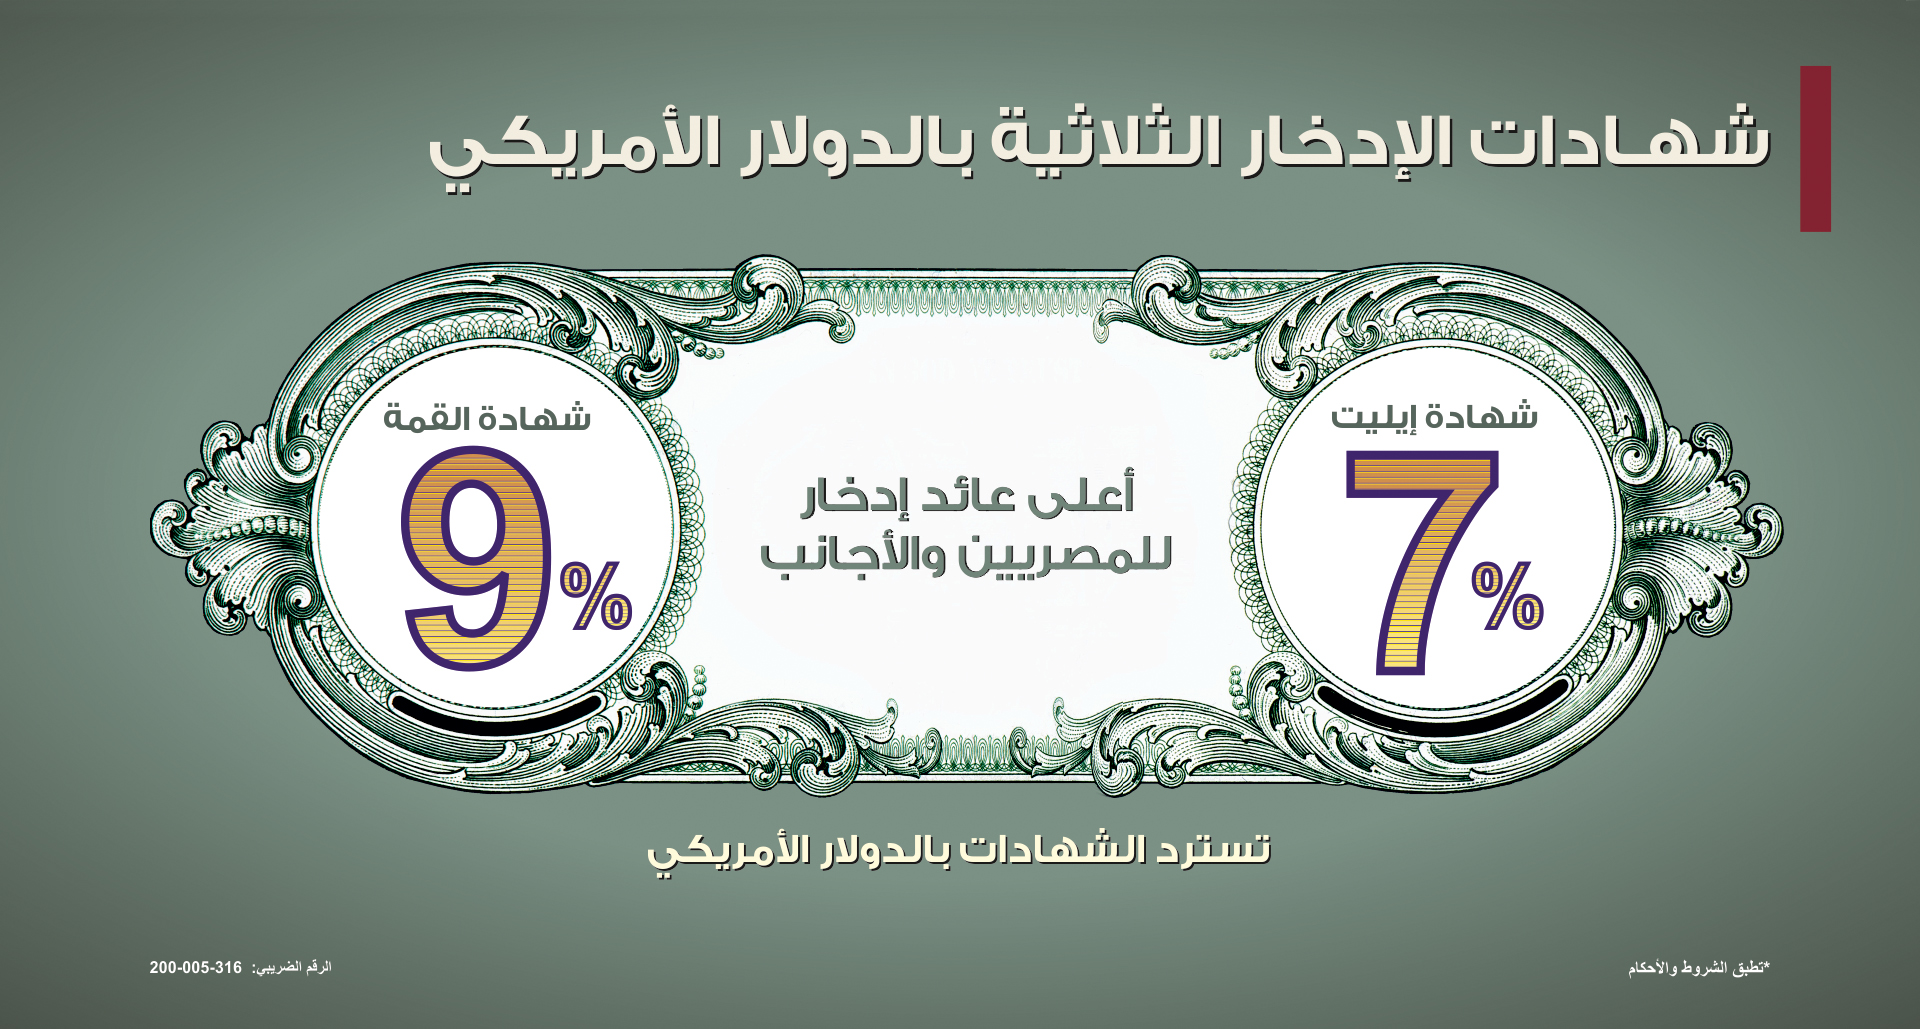 شهادات الإدخار الثلاثية بالدولار الأمريكي
شهادة إيليت
7%
أعلى عائد إدخار
للمصريين والأجانب
شهادة القمة
9%
تسترد الشهادات بالدولار الأمريكي
*تطبق الشروط والأحكام
الرقم الضريبي: 316-005-200